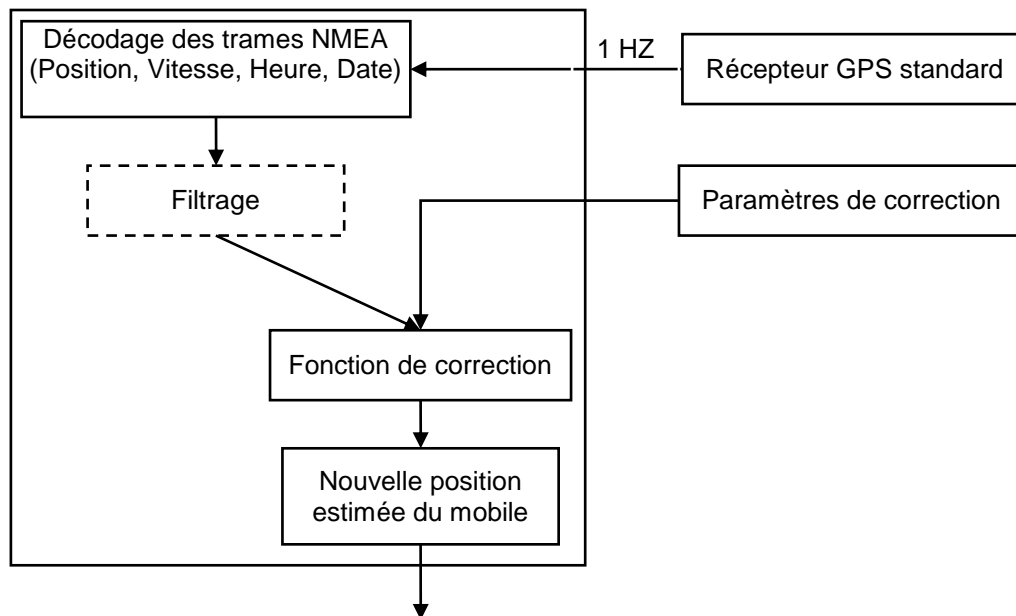 Décodage des trames NMEA
(Position, Vitesse, Heure, Date)
1 HZ
Récepteur GPS standard
Filtrage
Paramètres de correction
Fonction de correction
Nouvelle position
estimée du mobile